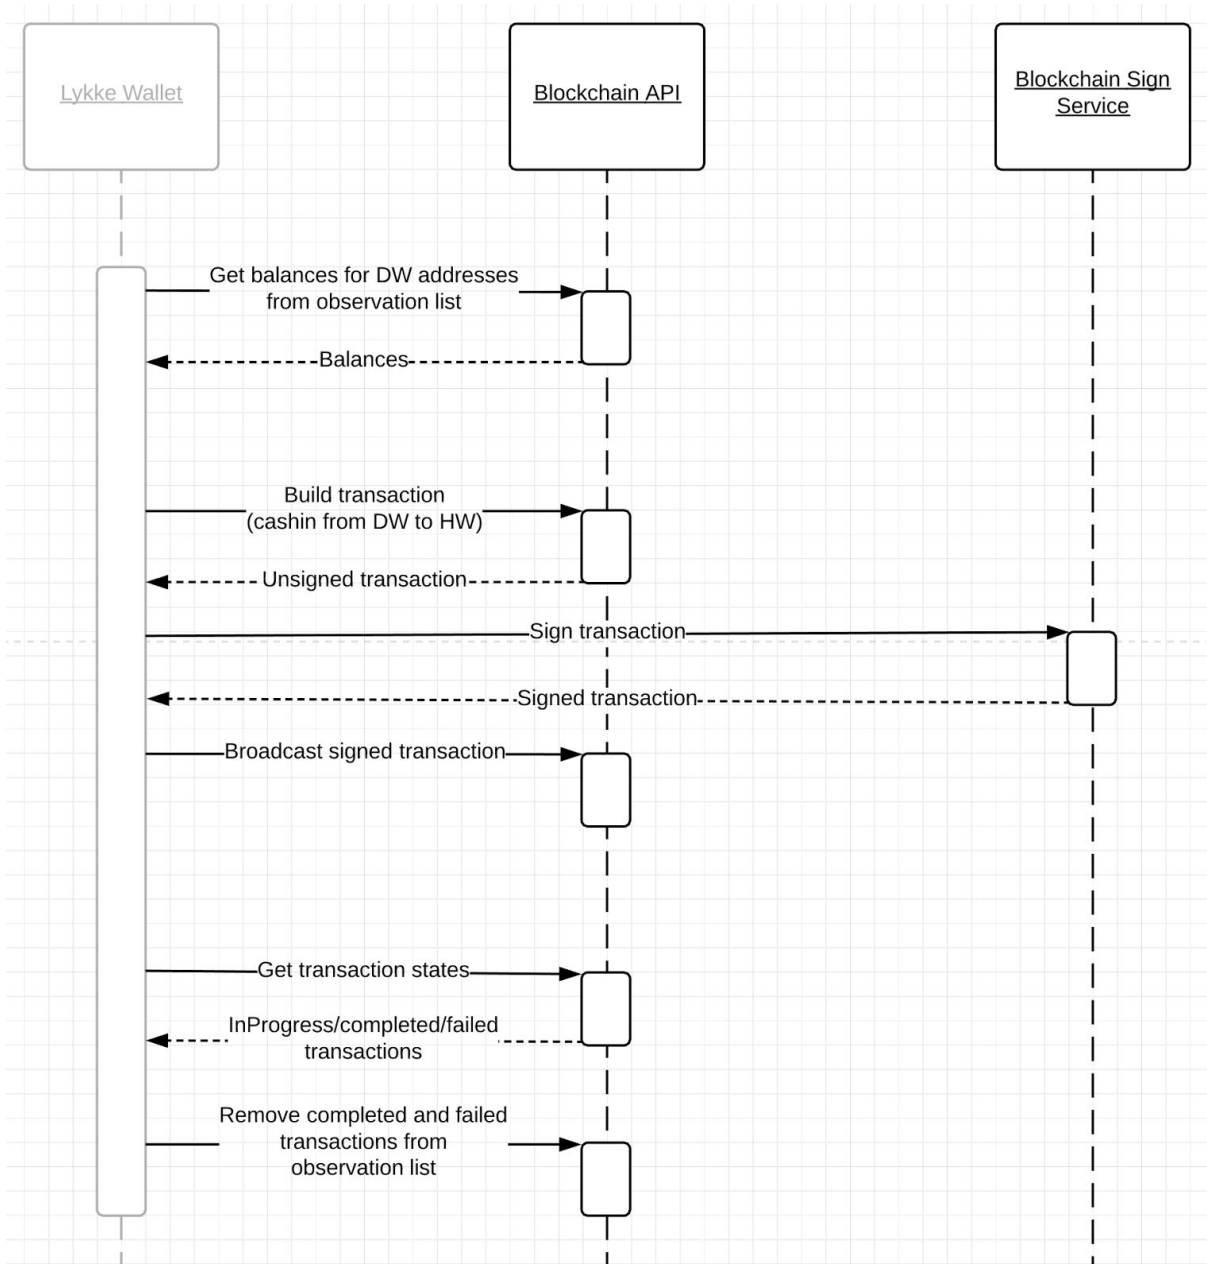 Lykke Wallet
Blockchain API
Blockchain Sign
Service
Get balances for DW addresses
from observation list
Balances
Build transaction
(cashin from DW to HW)
Unsigned transaction
Sign transaction
Signed transaction
Broadcast signed transaction
Get transaction states
InProgress/completed/failed
transactions
Remove completed and failed
transactions from
observation list